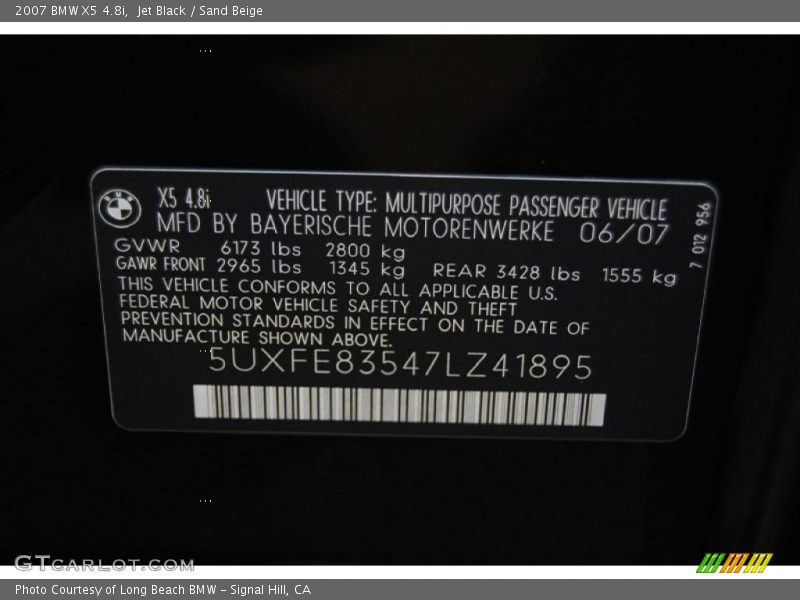 2007 BMW X5 4.8i, Jet Black / Sand Beige
X5 4.8i VEHICLE TYPE: MULTIPURPOSE PASSENGER VEHICLE
MFD BY BAYERISCHE MOTORENWERKE 06/07
GVWR 6173 lbs 2800 kg
GAWR FRONT 2965 lbs 1345 kg REAR 3428 lbs 1555 kg
THIS VEHICLE CONFORMS TO ALL APPLICABLE U.S.
FEDERAL MOTOR VEHICLE SAFETY AND THEFT
PREVENTION STANDARDS IN EFFECT ON THE DATE OF
MANUFACTURE SHOWN ABOVE.
5UXFE83547LZ41895
7 012 956
GTCARLOT.COM
Photo Courtesy of Long Beach BMW - Signal Hill, CA